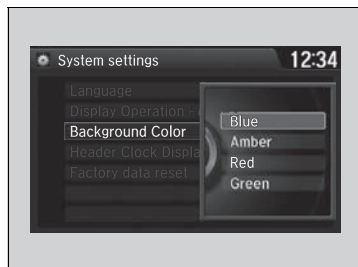 System settings
12:34
Language
Display Operation
Background Color
Header Clock Displa
Factory data reset
Blue
Amber
Red
Green